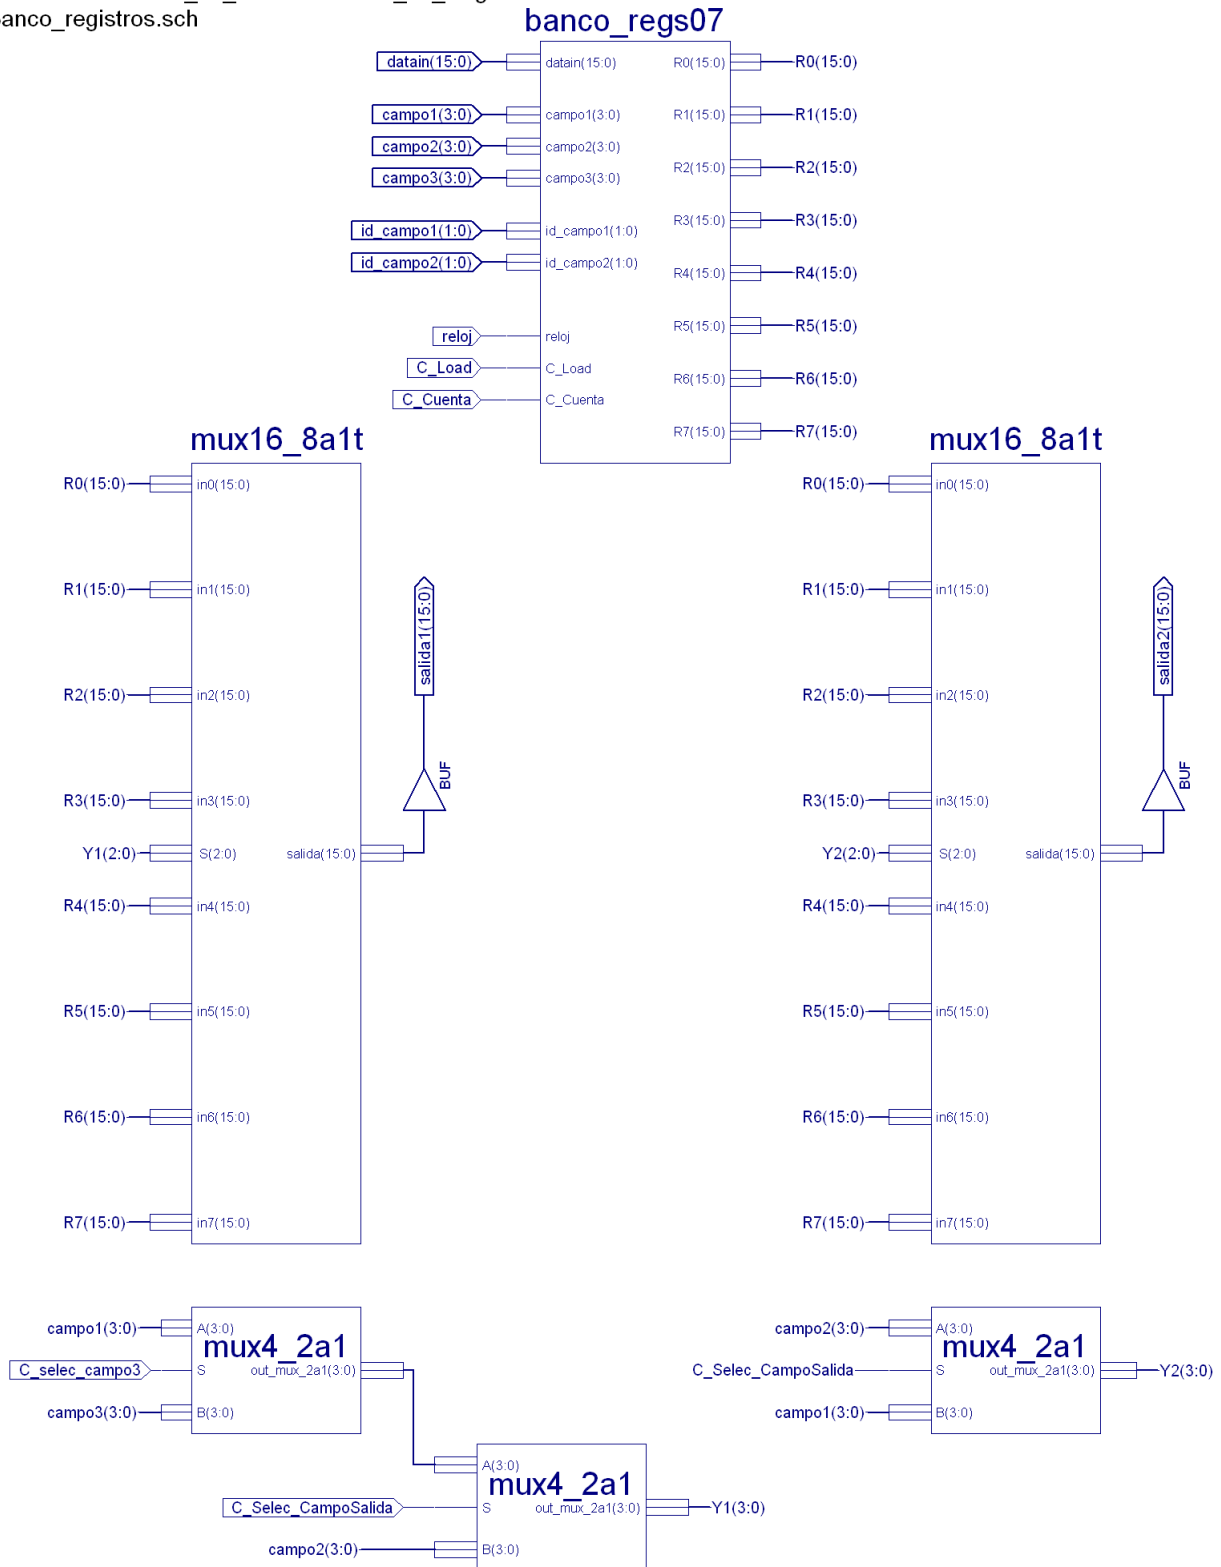 banco_registros.sch
banco_regs07
datain(15:0) datain(15:0) R0(15:0) R0(15:0)
campo1(3:0) campo1(3:0) R1(15:0) R1(15:0)
campo2(3:0) campo2(3:0)
R2(15:0) R2(15:0)
campo3(3:0) campo3(3:0)
R3(15:0) R3(15:0)
id_campo1(1:0) id_campo1(1:0)
id_campo2(1:0) id_campo2(1:0)
R4(15:0) R4(15:0)
R5(15:0) R5(15:0)
reloj reloj
C_Load C_Load
R6(15:0) R6(15:0)
C_Cuenta C_Cuenta
R7(15:0) R7(15:0)
mux16_8a1t
R0(15:0) in0(15:0)
R1(15:0) in1(15:0)
salida1(15:0)
R2(15:0) in2(15:0)
BUF
R3(15:0) in3(15:0)
Y1(2:0) S(2:0) salida(15:0)
R4(15:0) in4(15:0)
R5(15:0) in5(15:0)
R6(15:0) in6(15:0)
R7(15:0) in7(15:0)
mux16_8a1t
R0(15:0) in0(15:0)
R1(15:0) in1(15:0)
salida2(15:0)
R2(15:0) in2(15:0)
BUF
R3(15:0) in3(15:0)
Y2(2:0) S(2:0) salida(15:0)
R4(15:0) in4(15:0)
R5(15:0) in5(15:0)
R6(15:0) in6(15:0)
R7(15:0) in7(15:0)
campo1(3:0) A(3:0)
mux4_2a1
C_selec_campo3 S out_mux_2a1(3:0)
campo3(3:0) B(3:0)
campo2(3:0) A(3:0)
mux4_2a1
C_Selec_CampoSalida S out_mux_2a1(3:0) Y2(3:0)
campo1(3:0) B(3:0)
A(3:0)
mux4_2a1
C_Selec_CampoSalida S out_mux_2a1(3:0) Y1(3:0)
campo2(3:0) B(3:0)